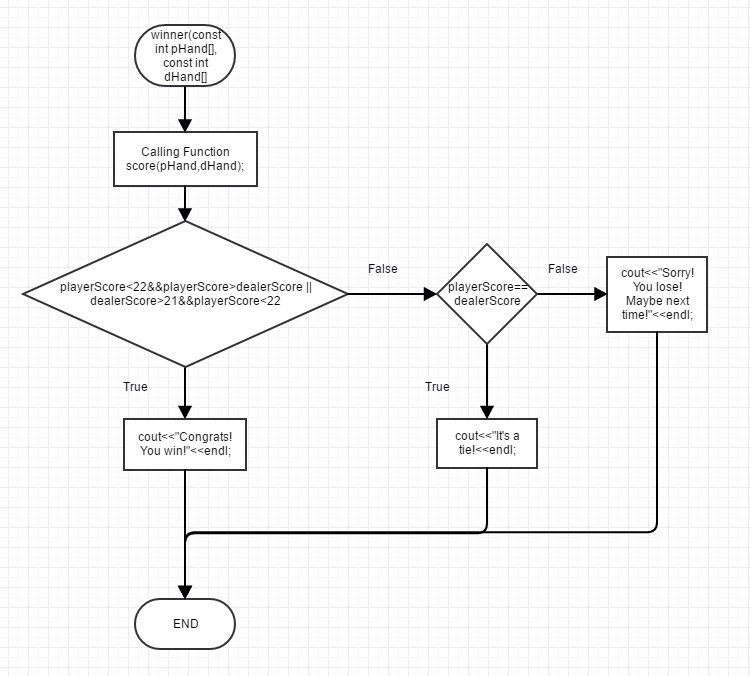 winner(const
int pHand[],
const int
dHand[]
Calling Function
score(pHand,dHand);
playerScore<22&&playerScore>dealerScore ||
dealerScore>21&&playerScore<22
False
playerScore==
dealerScore
False
cout<<"Sorry!
You lose!
Maybe next
time!"<<endl;
True
True
cout<<"Congrats!
You win!"<<endl;
cout<<"It's a
tie!<<endl;
END